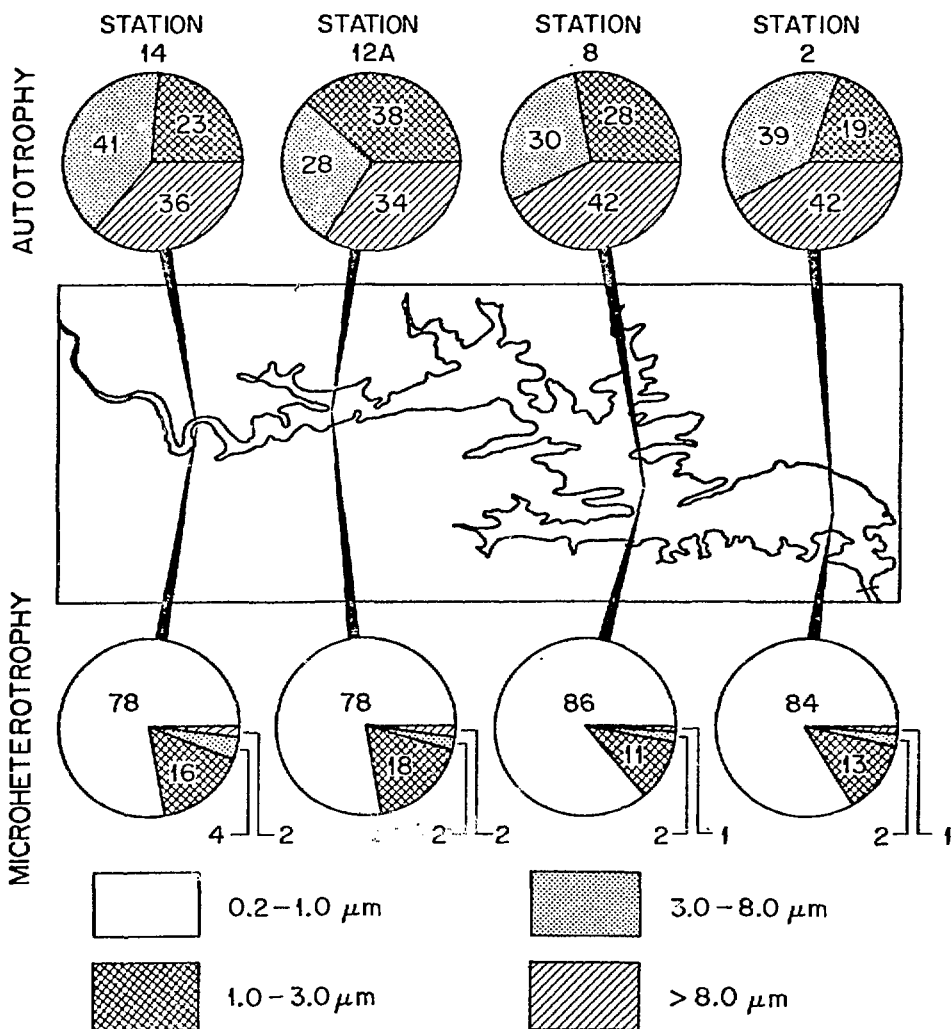 STATION 14
STATION 12A
STATION 8
STATION 2
AUTOTROPHY
41 23 36
38 28 34
30 28 42
39 19 42
MICROHETEROTROPHY
78 16 4 2
78 18 2 2
86 11 2 1
84 13 2 1
0.2–1.0 μm
3.0–8.0 μm
1.0–3.0 μm
>8.0 μm